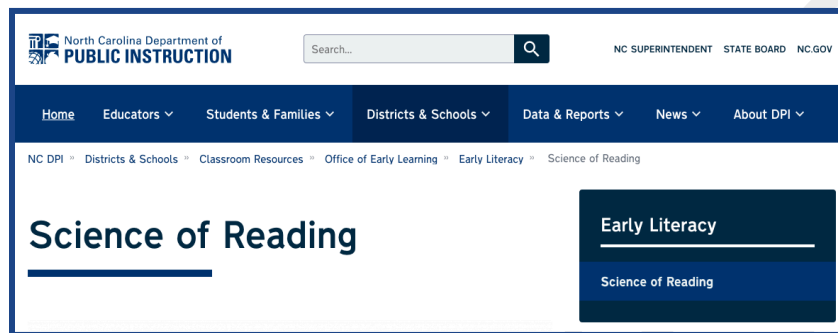 North Carolina Department of
PUBLIC INSTRUCTION
Search...
NC SUPERINTENDENT STATE BOARD NC.GOV
Home Educators Students & Families Districts & Schools Data & Reports News About DPI
NC DPI » Districts & Schools » Classroom Resources » Office of Early Learning » Early Literacy » Science of Reading
Science of Reading
Early Literacy
Science of Reading